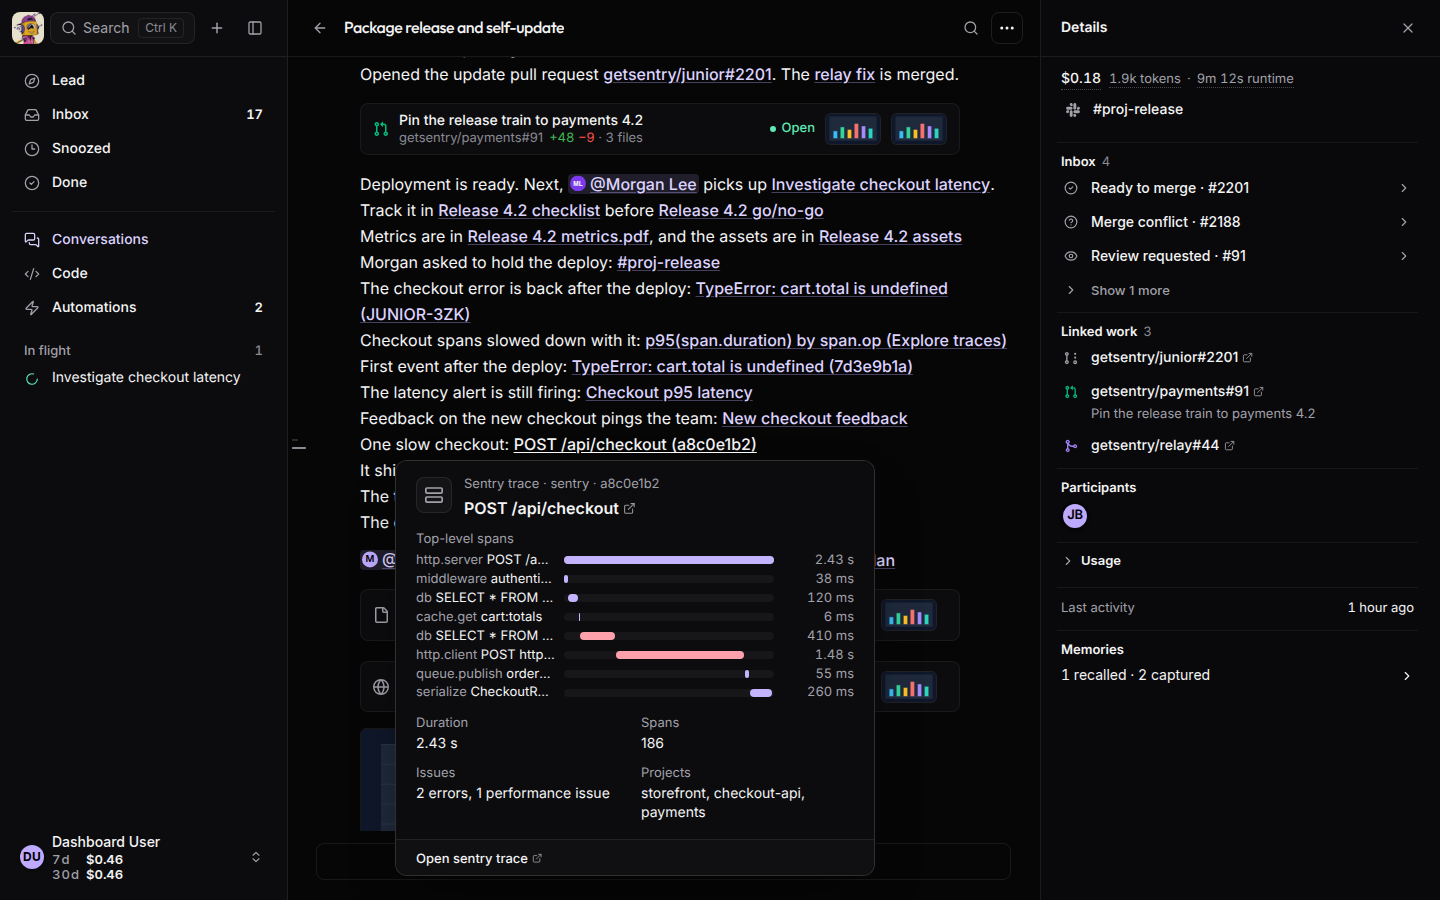 Search Ctrl K
Lead
Inbox 17
Snoozed
Done
Conversations
Code
Automations 2
In flight 1
Investigate checkout latency
DU Dashboard User
7d $0.46
30d $0.46
Package release and self-update
Opened the update pull request getsentry/junior#2201. The relay fix is merged.
Pin the release train to payments 4.2
getsentry/payments#91 +48 −9 · 3 files
Open
Deployment is ready. Next, ML @Morgan Lee picks up Investigate checkout latency.
Track it in Release 4.2 checklist before Release 4.2 go/no-go
Metrics are in Release 4.2 metrics.pdf, and the assets are in Release 4.2 assets
Morgan asked to hold the deploy: #proj-release
The checkout error is back after the deploy: TypeError: cart.total is undefined
(JUNIOR-3ZK)
Checkout spans slowed down with it: p95(span.duration) by span.op (Explore traces)
First event after the deploy: TypeError: cart.total is undefined (7d3e9b1a)
The latency alert is still firing: Checkout p95 latency
Feedback on the new checkout pings the team: New checkout feedback
One slow checkout: POST /api/checkout (a8c0e1b2)
It shi
The
The
M @ lan
Sentry trace · sentry · a8c0e1b2
POST /api/checkout
Top-level spans
http.server POST /a... 2.43 s
middleware authenti... 38 ms
db SELECT * FROM ... 120 ms
cache.get cart:totals 6 ms
db SELECT * FROM ... 410 ms
http.client POST http... 1.48 s
queue.publish order... 55 ms
serialize CheckoutR... 260 ms
Duration Spans
2.43 s 186
Issues Projects
2 errors, 1 performance issue storefront, checkout-api,
payments
Open sentry trace
Details
$0.18 1.9k tokens · 9m 12s runtime
#proj-release
Inbox 4
Ready to merge · #2201
Merge conflict · #2188
Review requested · #91
Show 1 more
Linked work 3
getsentry/junior#2201
getsentry/payments#91
Pin the release train to payments 4.2
getsentry/relay#44
Participants
JB
Usage
Last activity 1 hour ago
Memories
1 recalled · 2 captured